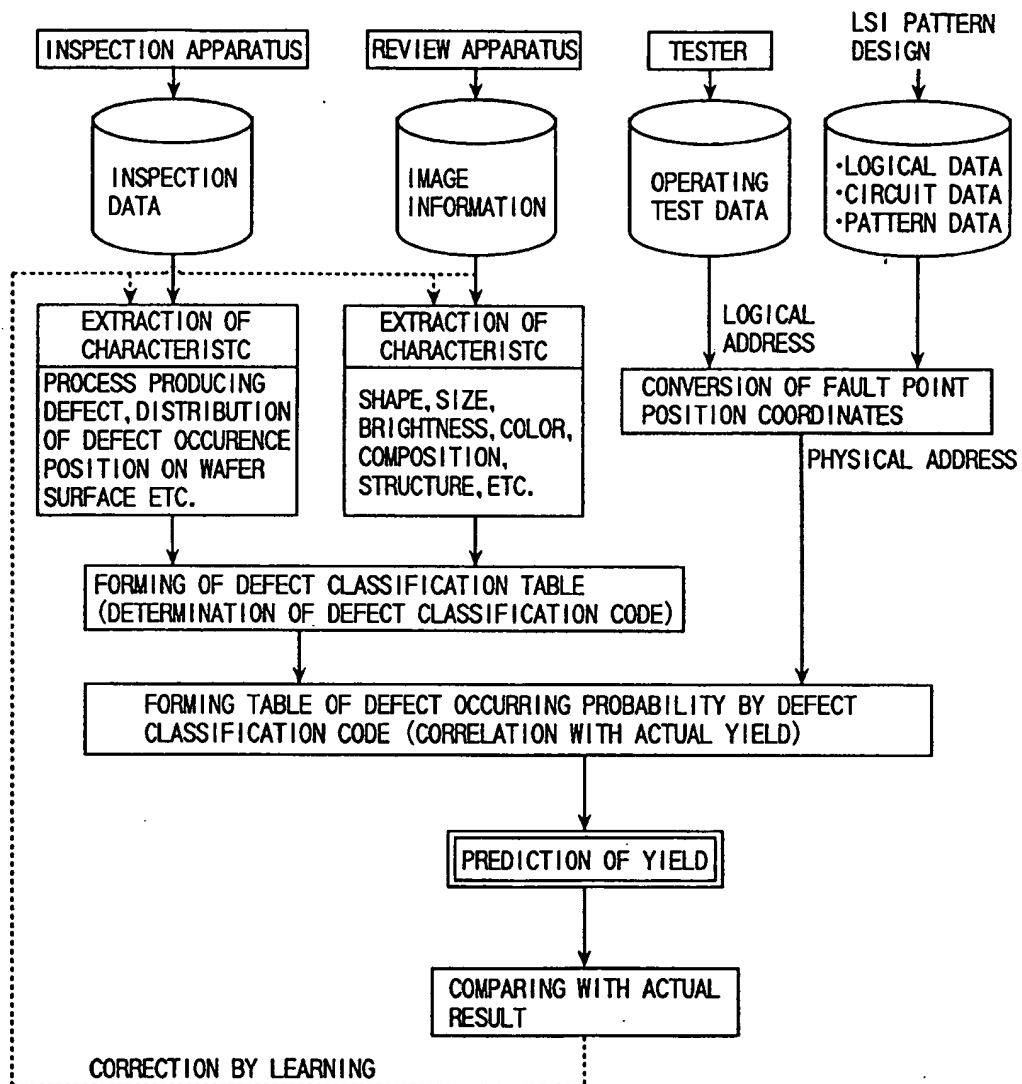 INSPECTION APPARATUS
REVIEW APPARATUS
TESTER
LSI PATTERN
DESIGN
INSPECTION
DATA
IMAGE
INFORMATION
OPERATING
TEST DATA
·LOGICAL DATA
·CIRCUIT DATA
·PATTERN DATA
EXTRACTION OF
CHARACTERISTC
PROCESS PRODUCING
DEFECT, DISTRIBUTION
OF DEFECT OCCURENCE
POSITION ON WAFER
SURFACE ETC.
EXTRACTION OF
CHARACTERISTC
SHAPE, SIZE,
BRIGHTNESS, COLOR,
COMPOSITION,
STRUCTURE, ETC.
LOGICAL
ADDRESS
CONVERSION OF FAULT POINT
POSITION COORDINATES
PHYSICAL ADDRESS
FORMING OF DEFECT CLASSIFICATION TABLE
(DETERMINATION OF DEFECT CLASSIFICATION CODE)
FORMING TABLE OF DEFECT OCCURRING PROBABILITY BY DEFECT
CLASSIFICATION CODE (CORRELATION WITH ACTUAL YIELD)
PREDICTION OF YIELD
COMPARING WITH ACTUAL
RESULT
CORRECTION BY LEARNING